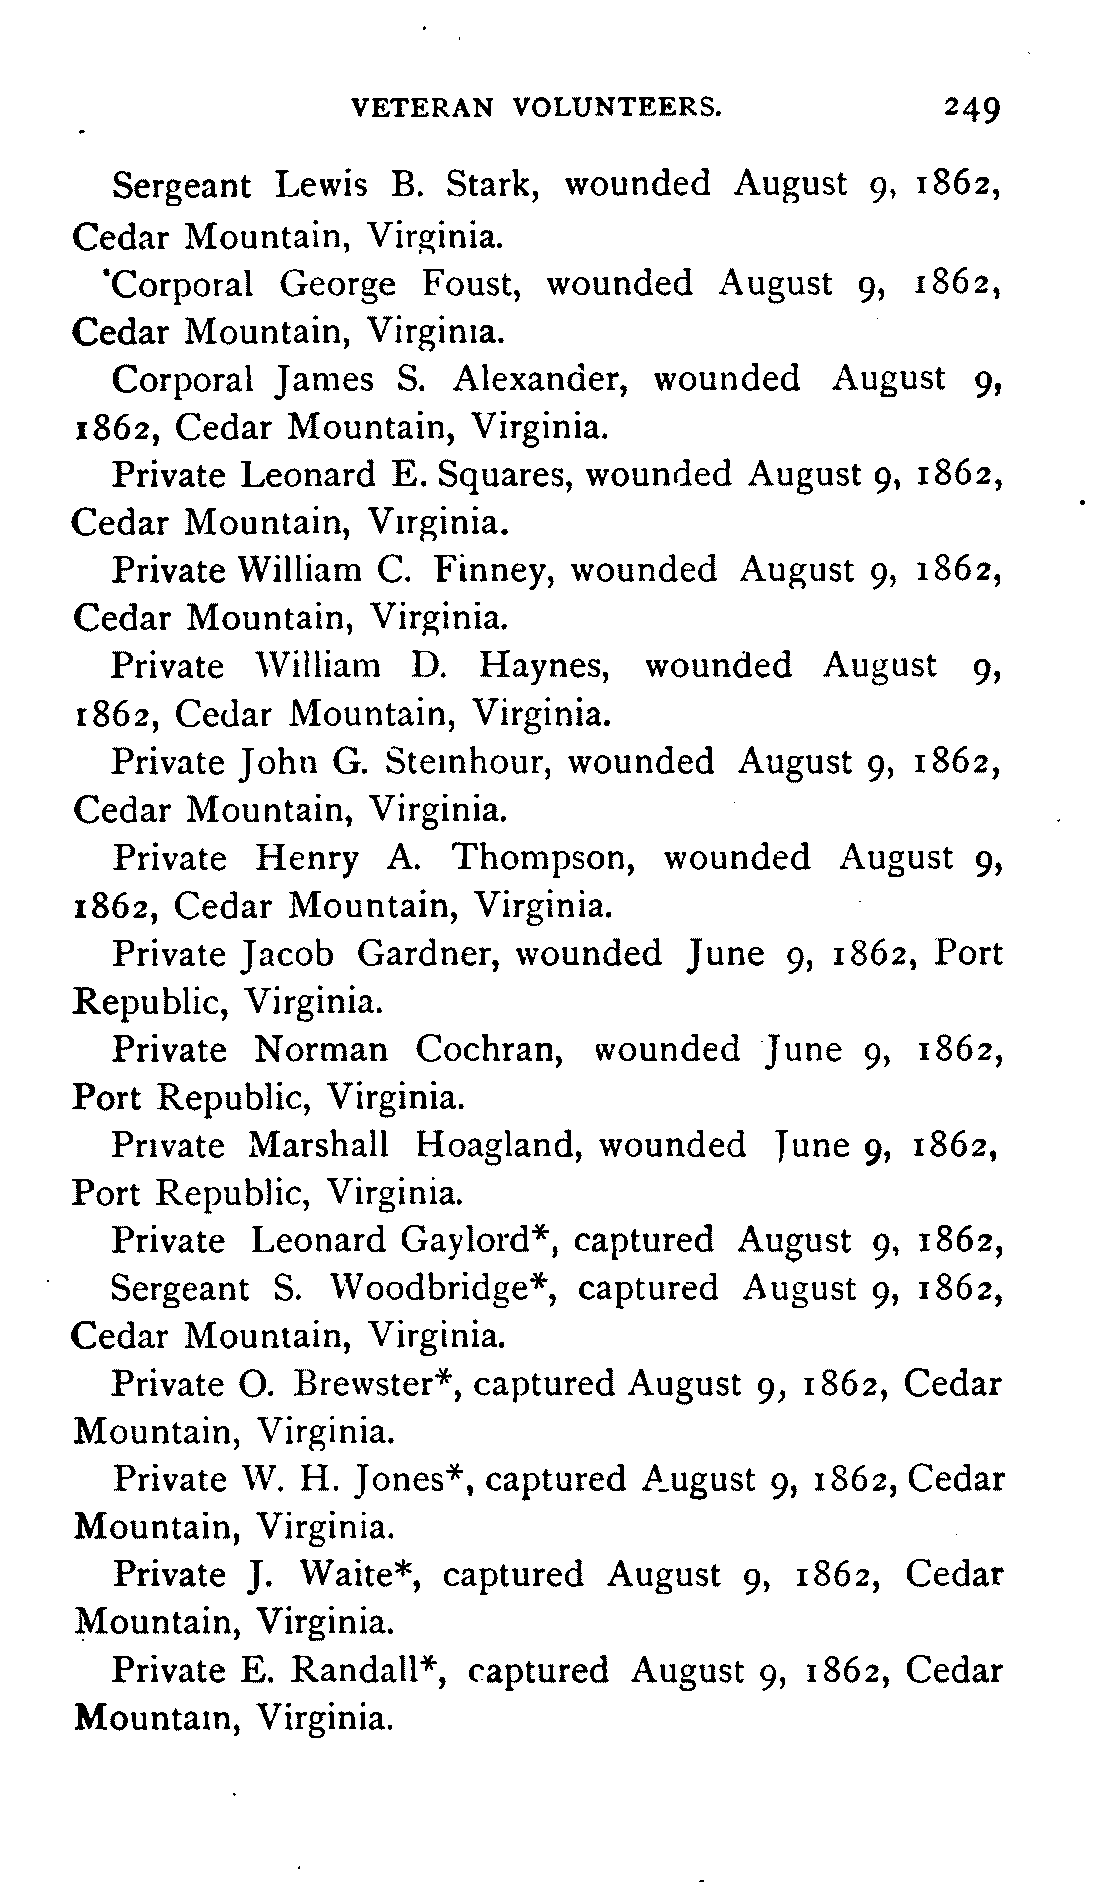 VETERAN VOLUNTEERS. 249
Sergeant Lewis B. Stark, wounded August 9, 1862,
Cedar Mountain, Virginia.
Corporal George Foust, wounded August 9, 1862,
Cedar Mountain, Virginia.
Corporal James S. Alexander, wounded August 9,
1862, Cedar Mountain, Virginia.
Private Leonard E. Squares, wounded August 9, 1862,
Cedar Mountain, Virginia.
Private William C. Finney, wounded August 9, 1862,
Cedar Mountain, Virginia.
Private William D. Haynes, wounded August 9,
1862, Cedar Mountain, Virginia.
Private John G. Steinhour, wounded August 9, 1862,
Cedar Mountain, Virginia.
Private Henry A. Thompson, wounded August 9,
1862, Cedar Mountain, Virginia.
Private Jacob Gardner, wounded June 9, 1862, Port
Republic, Virginia.
Private Norman Cochran, wounded June 9, 1862,
Port Republic, Virginia.
Private Marshall Hoagland, wounded June 9, 1862,
Port Republic, Virginia.
Private Leonard Gaylord*, captured August 9, 1862,
Sergeant S. Woodbridge*, captured August 9, 1862,
Cedar Mountain, Virginia.
Private O. Brewster*, captured August 9, 1862, Cedar
Mountain, Virginia.
Private W. H. Jones*, captured August 9, 1862, Cedar
Mountain, Virginia.
Private J. Waite*, captured August 9, 1862, Cedar
Mountain, Virginia.
Private E. Randall*, captured August 9, 1862, Cedar
Mountain, Virginia.